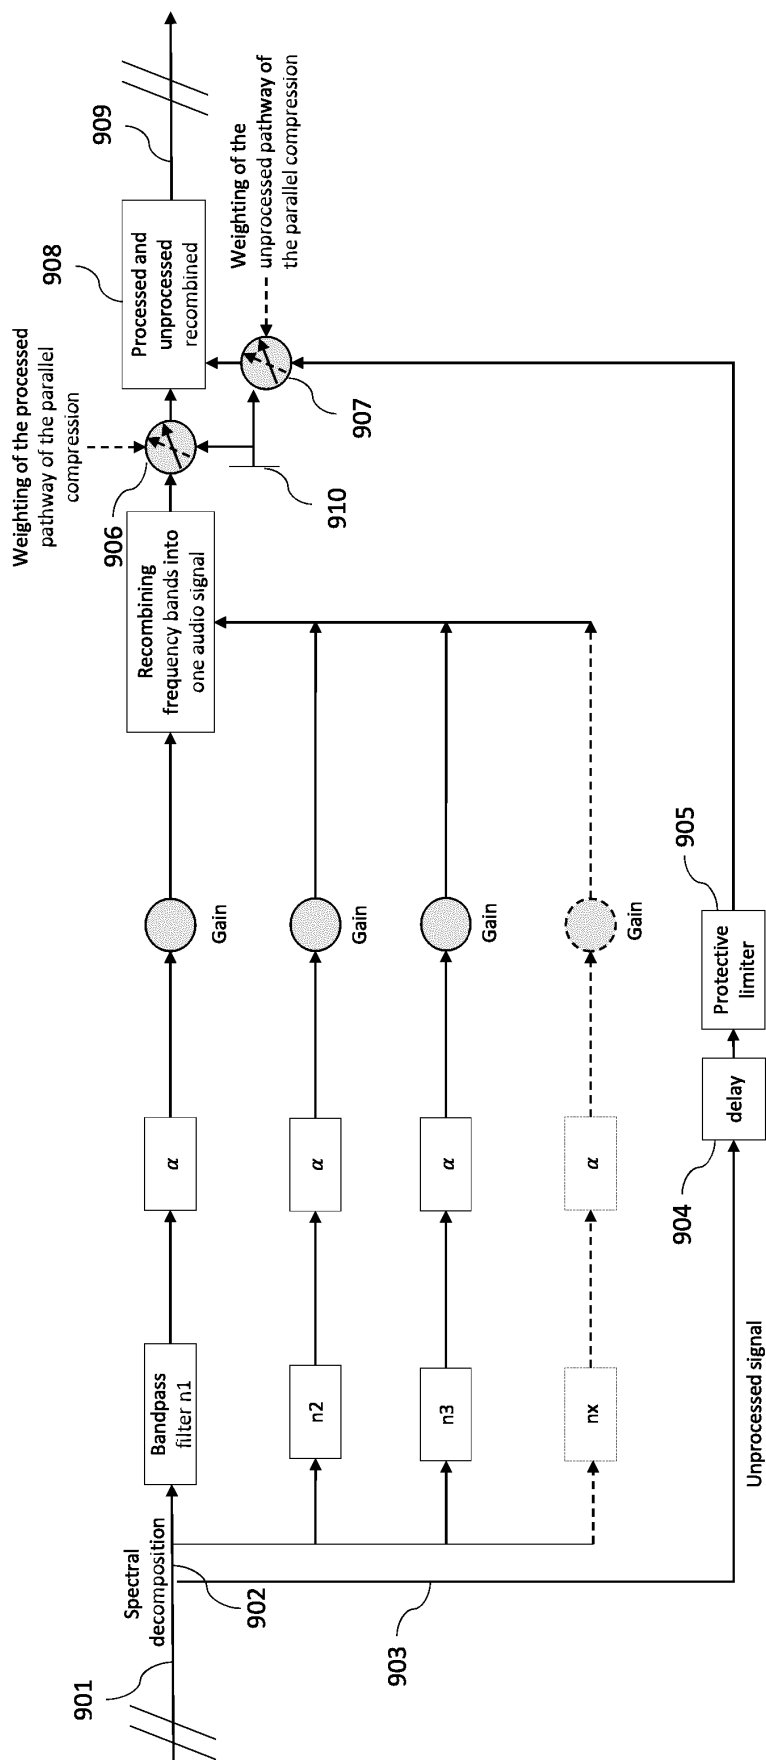 901
Spectral
decomposition
902
903
Bandpass
filter n1
n2
n3
nx
α
α
α
α
Gain
Gain
Gain
Gain
Unprocessed signal
904
delay
Protective
limiter
905
Recombining
frequency bands into
one audio signal
906
Weighting of the processed
pathway of the parallel
compression
910
907
Weighting of the
unprocessed pathway of
the parallel compression
908
Processed and
unprocessed
recombined
909